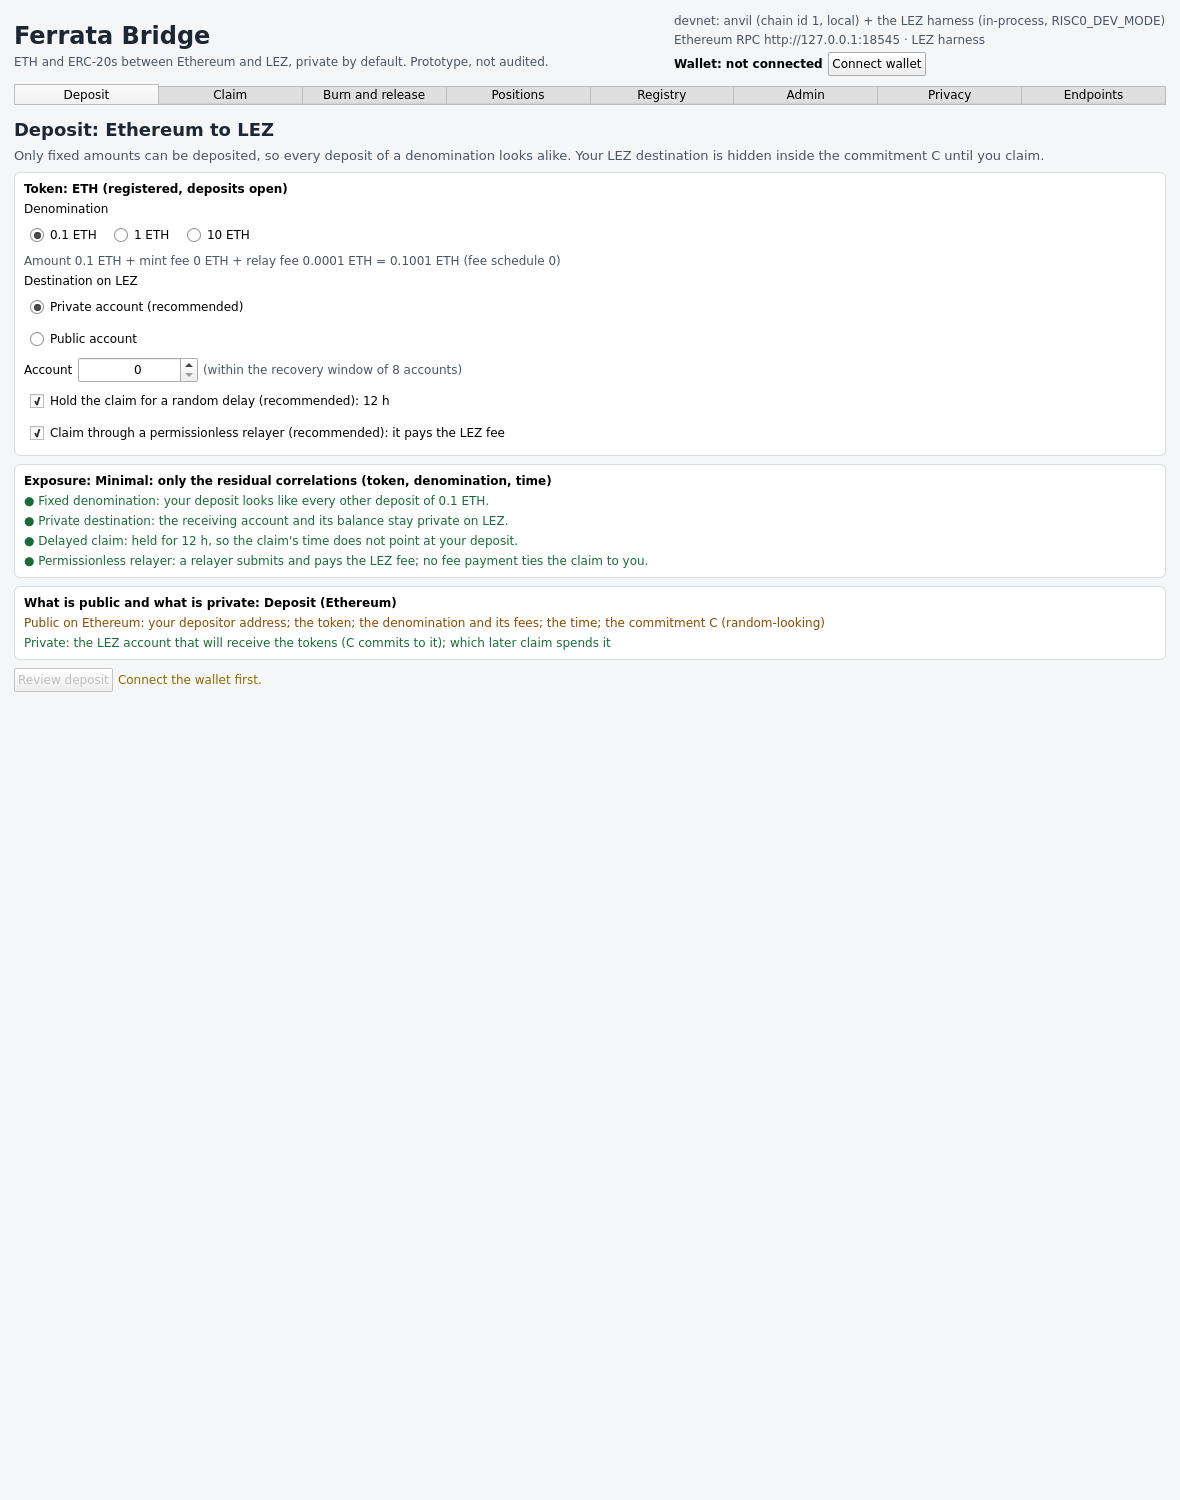 Ferrata Bridge
ETH and ERC-20s between Ethereum and LEZ, private by default. Prototype, not audited.
devnet: anvil (chain id 1, local) + the LEZ harness (in-process, RISC0_DEV_MODE)
Ethereum RPC http://127.0.0.1:18545 · LEZ harness
Wallet: not connected Connect wallet
Deposit Claim Burn and release Positions Registry Admin Privacy Endpoints
Deposit: Ethereum to LEZ
Only fixed amounts can be deposited, so every deposit of a denomination looks alike. Your LEZ destination is hidden inside the commitment C until you claim.
Token: ETH (registered, deposits open)
Denomination
0.1 ETH 1 ETH 10 ETH
Amount 0.1 ETH + mint fee 0 ETH + relay fee 0.0001 ETH = 0.1001 ETH (fee schedule 0)
Destination on LEZ
Private account (recommended)
Public account
Account 0 (within the recovery window of 8 accounts)
Hold the claim for a random delay (recommended): 12 h
Claim through a permissionless relayer (recommended): it pays the LEZ fee
Exposure: Minimal: only the residual correlations (token, denomination, time)
● Fixed denomination: your deposit looks like every other deposit of 0.1 ETH.
● Private destination: the receiving account and its balance stay private on LEZ.
● Delayed claim: held for 12 h, so the claim's time does not point at your deposit.
● Permissionless relayer: a relayer submits and pays the LEZ fee; no fee payment ties the claim to you.
What is public and what is private: Deposit (Ethereum)
Public on Ethereum: your depositor address; the token; the denomination and its fees; the time; the commitment C (random-looking)
Private: the LEZ account that will receive the tokens (C commits to it); which later claim spends it
Review deposit Connect the wallet first.